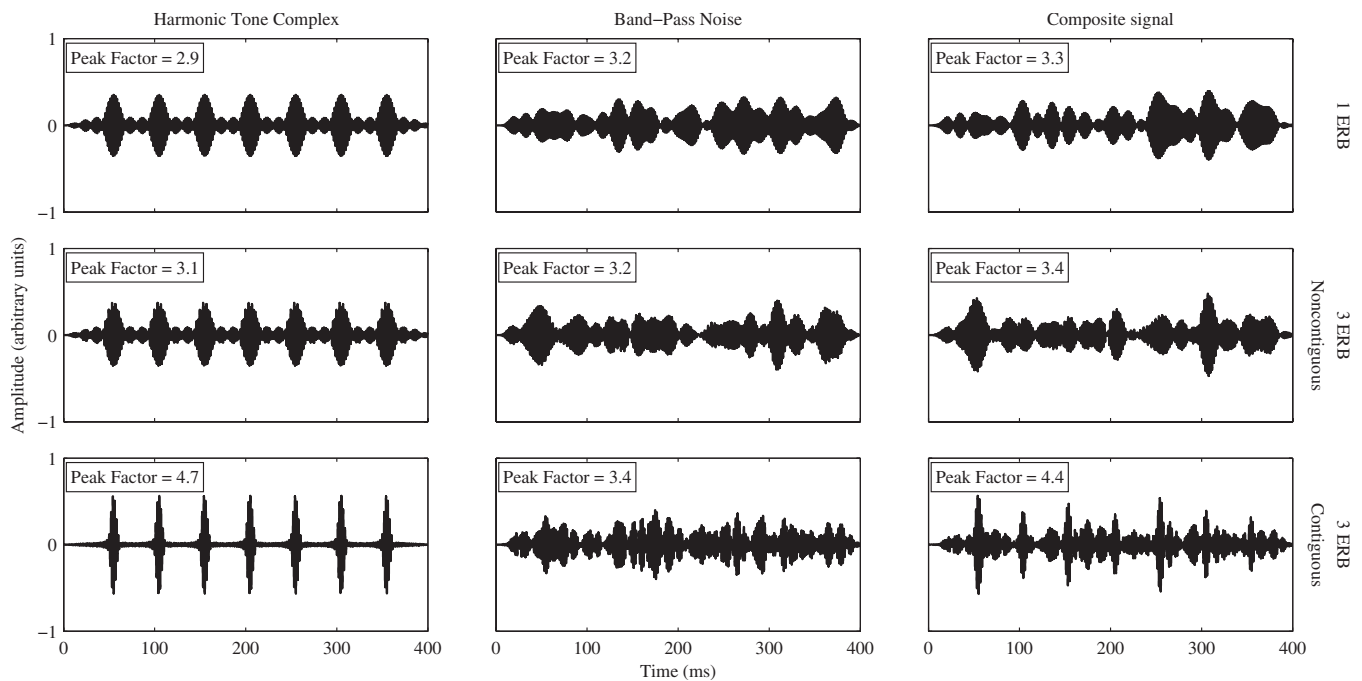 Harmonic Tone Complex
Band−Pass Noise
Composite signal
1
Peak Factor = 2.9
Peak Factor = 3.2
Peak Factor = 3.3
0
−1
1 ERB
1
Peak Factor = 3.1
Peak Factor = 3.2
Peak Factor = 3.4
0
−1
3 ERB
Noncontiguous
Amplitude (arbitrary units)
1
Peak Factor = 4.7
Peak Factor = 3.4
Peak Factor = 4.4
0
−1
3 ERB
Contiguous
0 100 200 300 400
0 100 200 300 400
0 100 200 300 400
Time (ms)